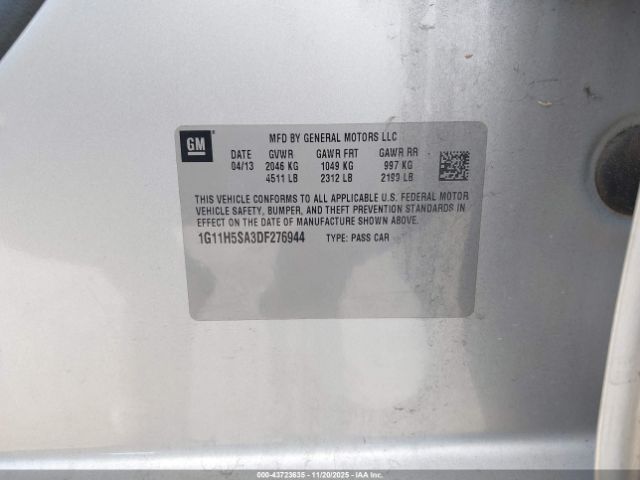 GM
MFD BY GENERAL MOTORS LLC
DATE GVWR GAWR FRT GAWR RR
04/13 2046 KG 1049 KG 997 KG
4511 LB 2312 LB 2199 LB
THIS VEHICLE CONFORMS TO ALL APPLICABLE U.S. FEDERAL MOTOR
VEHICLE SAFETY, BUMPER, AND THEFT PREVENTION STANDARDS IN
EFFECT ON THE DATE OF MANUFACTURE SHOWN ABOVE.
1G11H5SA3DF276944 TYPE: PASS CAR
000-43723635 - 11/20/2025 - IAAI.COM